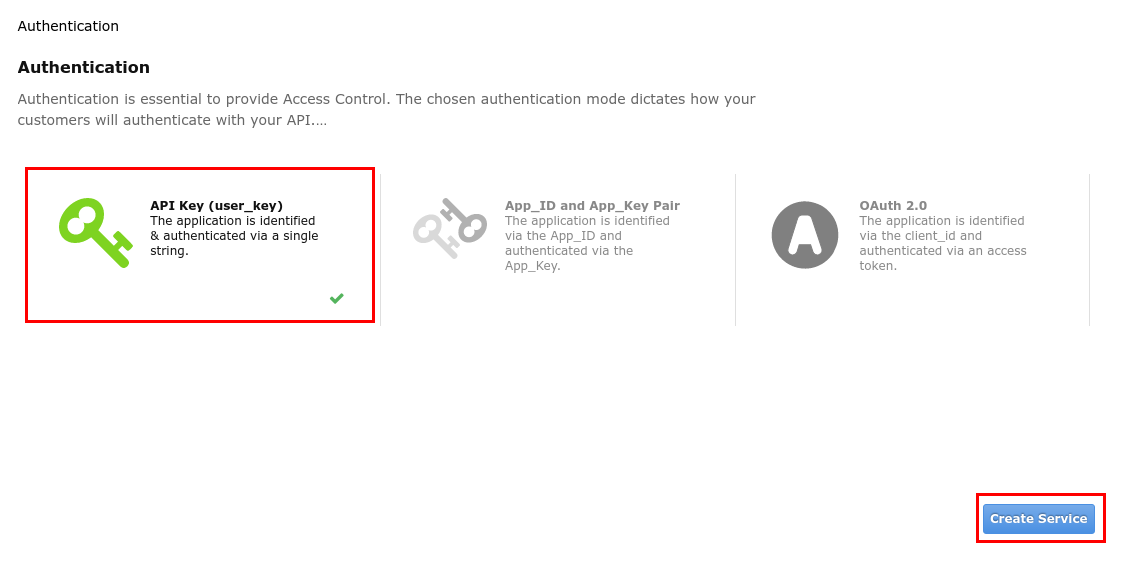 Authentication
Authentication
Authentication is essential to provide Access Control. The chosen authentication mode dictates how your
customers will authenticate with your API....
API Key (user_key)
The application is identified
& authenticated via a single
string.
App_ID and App_Key Pair
The application is identified
via the App_ID and
authenticated via the
App_Key.
OAuth 2.0
The application is identified
via the client_id and
authenticated via an access
token.
Create Service